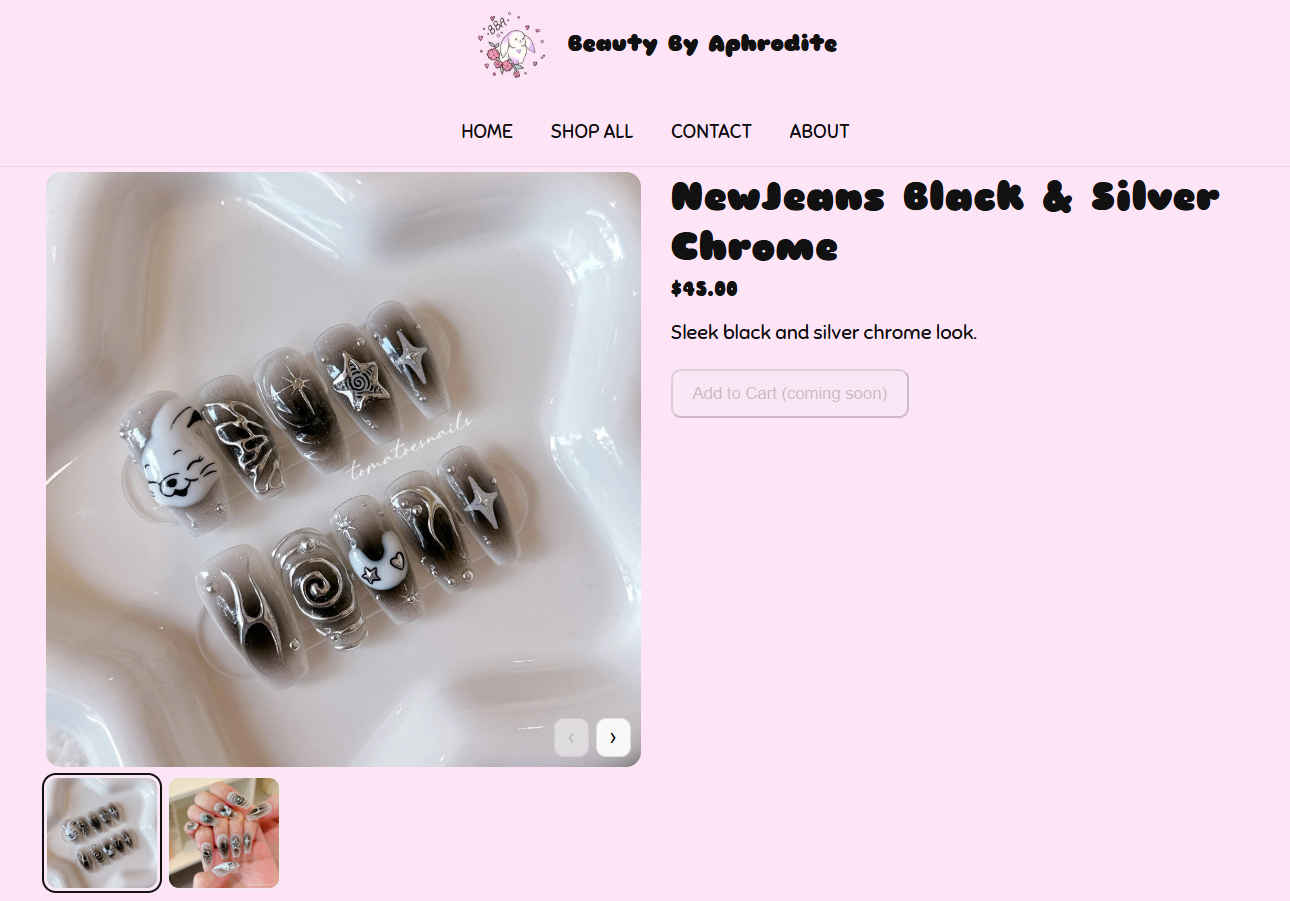 BBA
Beauty By Aphrodite
HOME SHOP ALL CONTACT ABOUT
NewJeans Black & Silver
Chrome
$45.00
Sleek black and silver chrome look.
Add to Cart (coming soon)
tomatoesnails
‹ ›